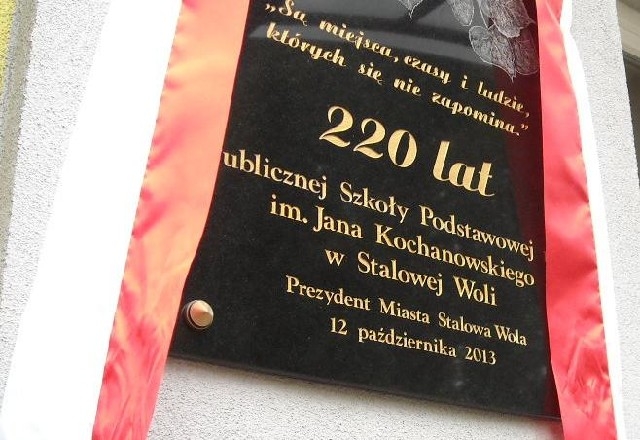 „Są miejsca, czasy i ludzie,
których się nie zapomina."
220 lat
ublicznej Szkoły Podstawowej
im. Jana Kochanowskiego
w Stalowej Woli
Prezydent Miasta Stalowa Wola
12 października 2013